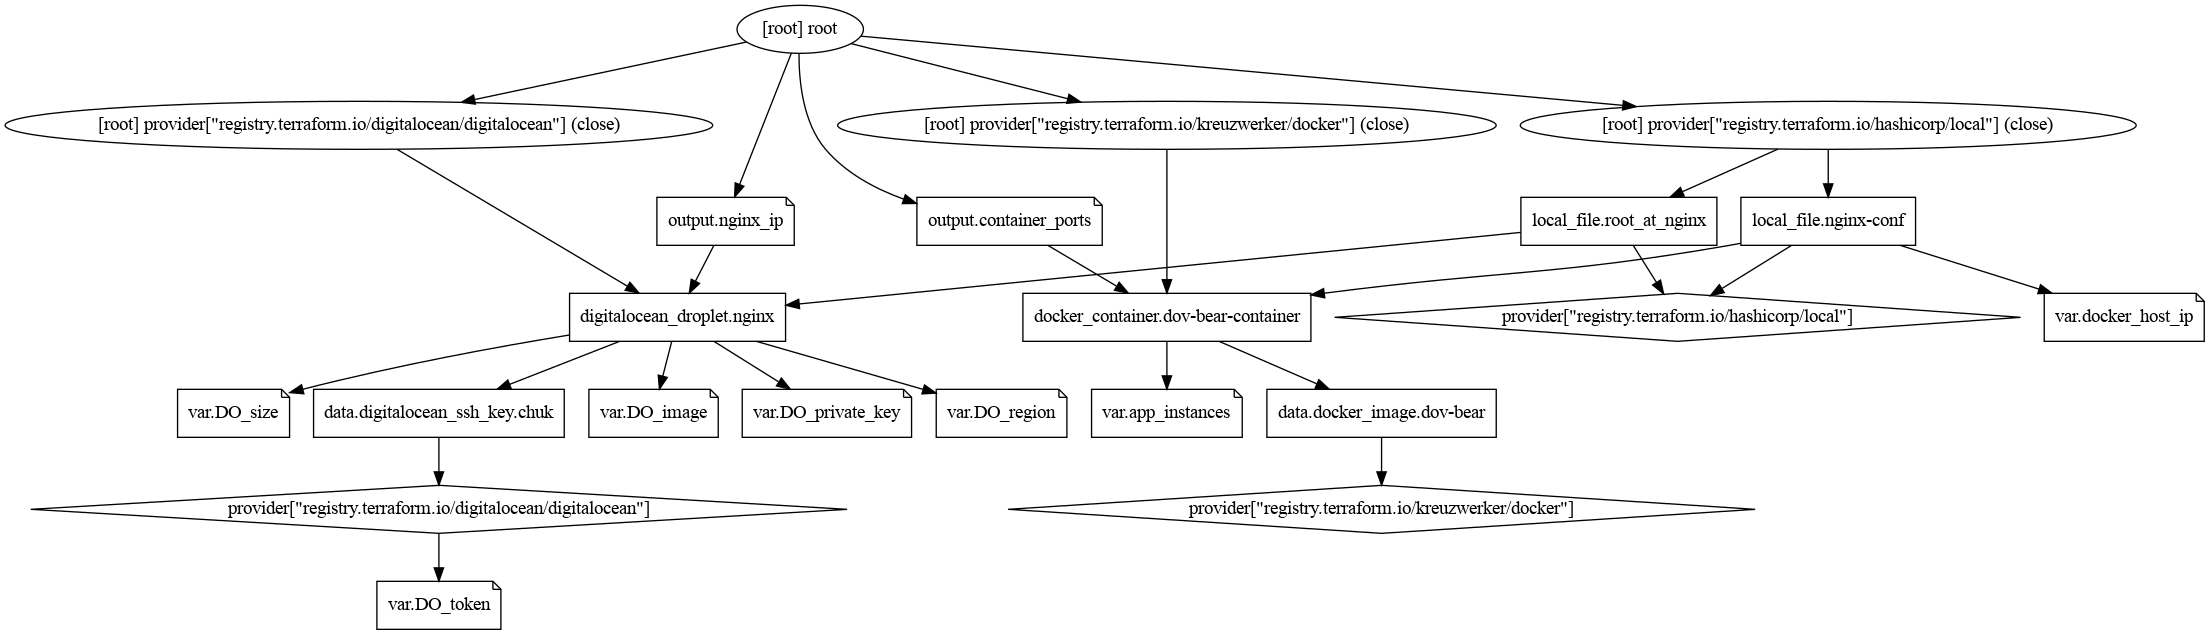 [root] root
[root] provider["registry.terraform.io/digitalocean/digitalocean"] (close)
[root] provider["registry.terraform.io/kreuzwerker/docker"] (close)
[root] provider["registry.terraform.io/hashicorp/local"] (close)
output.nginx_ip
output.container_ports
local_file.root_at_nginx
local_file.nginx-conf
digitalocean_droplet.nginx
docker_container.dov-bear-container
provider["registry.terraform.io/hashicorp/local"]
var.docker_host_ip
var.DO_size
data.digitalocean_ssh_key.chuk
var.DO_image
var.DO_private_key
var.DO_region
var.app_instances
data.docker_image.dov-bear
provider["registry.terraform.io/digitalocean/digitalocean"]
provider["registry.terraform.io/kreuzwerker/docker"]
var.DO_token